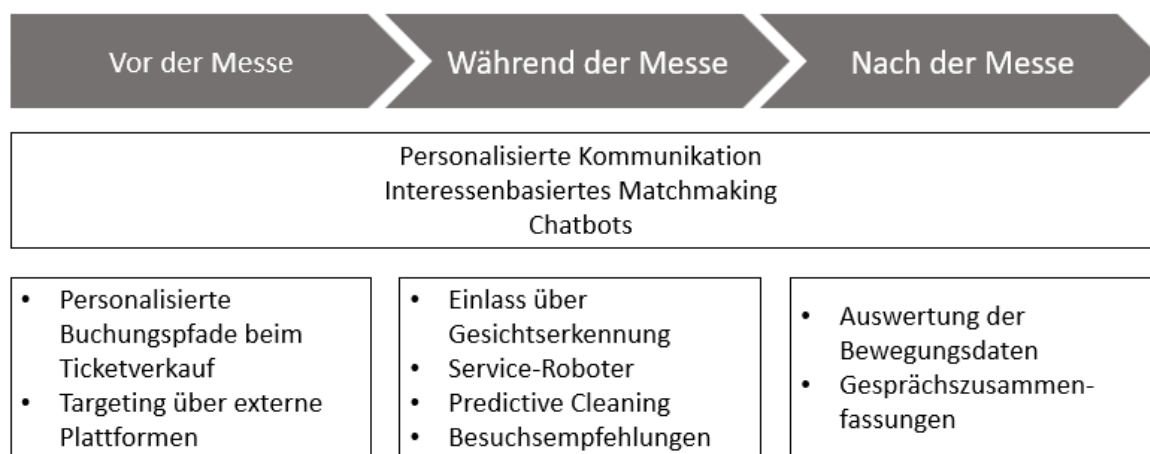 Vor der Messe
Während der Messe
Nach der Messe
Personalisierte Kommunikation
Interessenbasiertes Matchmaking
Chatbots
• Personalisierte
Buchungspfade beim
Ticketverkauf
• Targeting über externe
Plattformen
• Einlass über
Gesichtserkennung
• Service-Roboter
• Predictive Cleaning
• Besuchsempfehlungen
• Auswertung der
Bewegungsdaten
• Gesprächszusammen-
fassungen